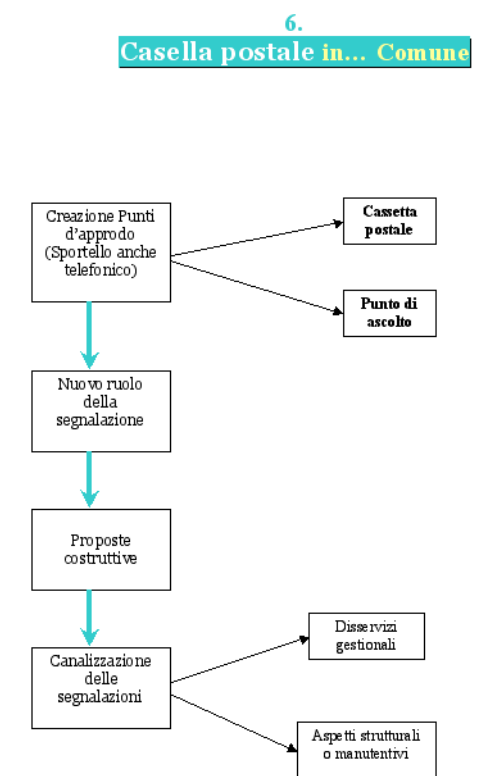 6.
Casella postale in... Comune
Creazione Punti
d'approdo
(Sportello anche
telefonico)
Cassetta
postale
Punto di
ascolto
Nuovo ruolo
della
segnalazione
Proposte
costruttive
Canalizzazione
delle
segnalazioni
Disservizi
gestionali
Aspetti strutturali
o manutentivi